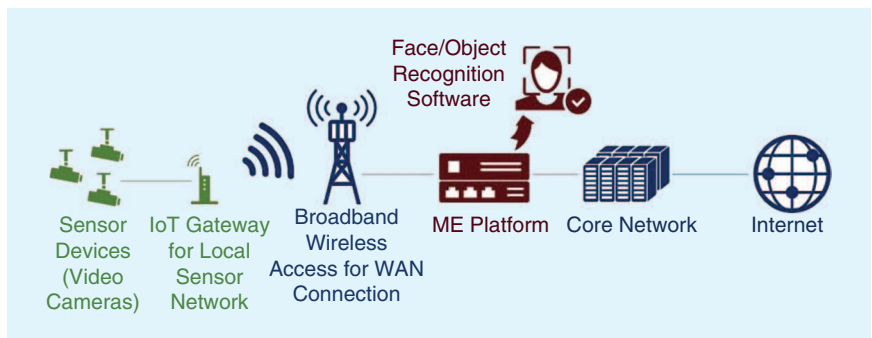 Face/Object
Recognition
Software
Sensor
Devices
(Video
Cameras)
IoT Gateway
for Local
Sensor
Network
Broadband
Wireless
Access for WAN
Connection
ME Platform
Core Network
Internet